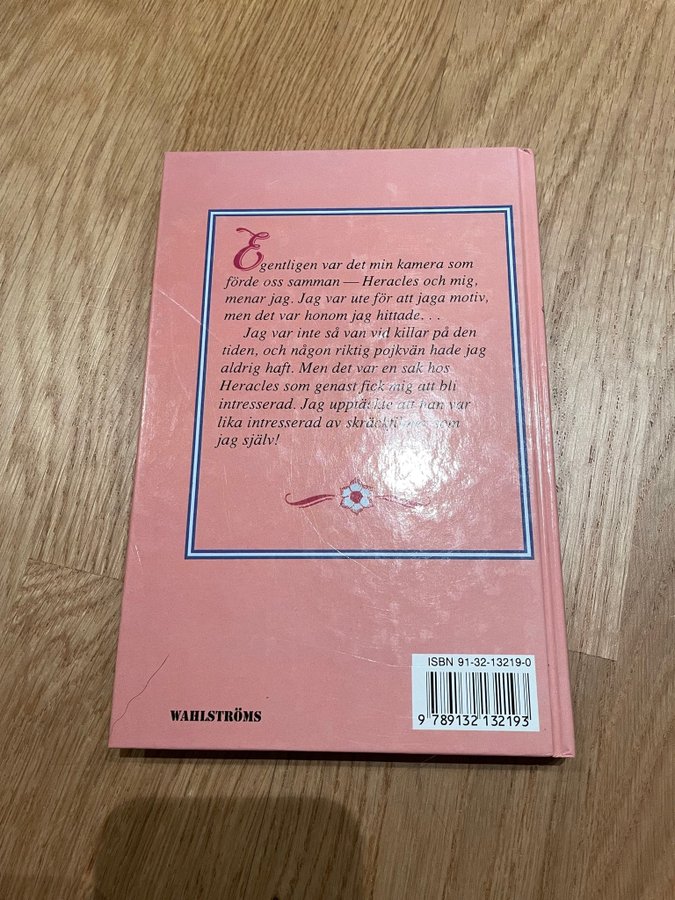 Egentligen var det min kamera som
förde oss samman — Heracles och mig,
menar jag. Jag var ute för att jaga motiv,
men det var honom jag hittade. . .
Jag var inte så van vid killar på den
tiden, och någon riktig pojkvän hade jag
aldrig haft. Men det var en sak hos
Heracles som genast fick mig att bli
intresserad. Jag upptäckte att han var
lika intresserad av skräckfilmer som
jag själv!
ISBN 91-32-13219-0
9 789132 132193
WAHLSTRÖMS